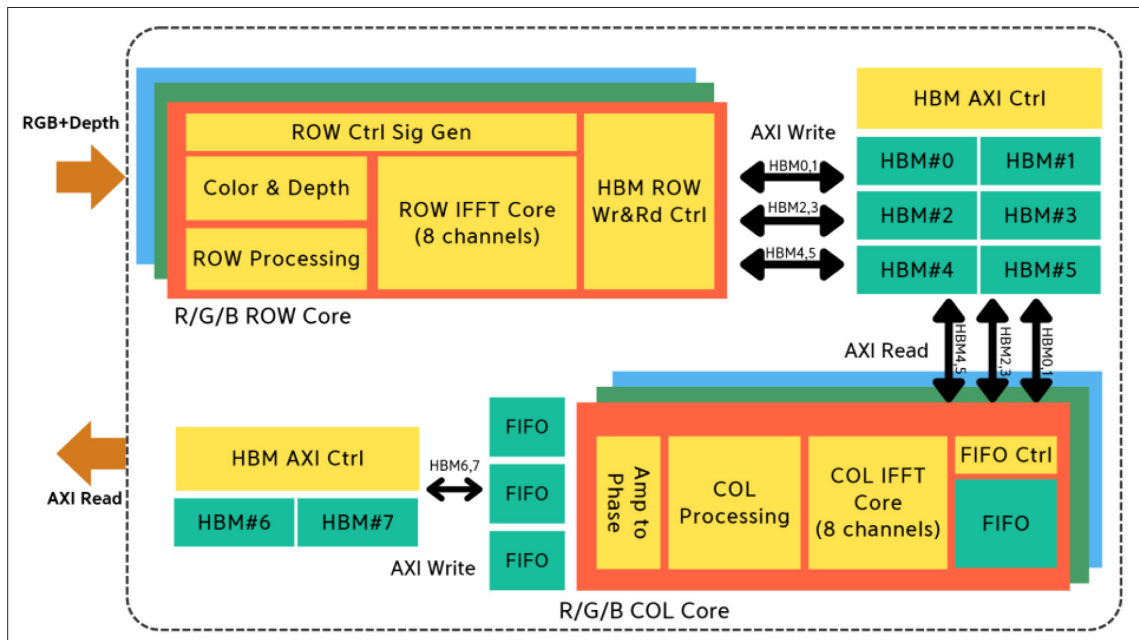 RGB+Depth
ROW Ctrl Sig Gen
Color & Depth
ROW Processing
ROW IFFT Core
(8 channels)
HBM ROW
Wr&Rd Ctrl
R/G/B ROW Core
AXI Write
HBM0,1
HBM2,3
HBM4,5
HBM AXI Ctrl
HBM#0
HBM#1
HBM#2
HBM#3
HBM#4
HBM#5
AXI Read
HBM4,5
HBM2,3
HBM0,1
AXI Read
HBM AXI Ctrl
HBM#6
HBM#7
HBM6,7
AXI Write
FIFO
FIFO
FIFO
Amp to
Phase
COL
Processing
COL IFFT
Core
(8 channels)
FIFO Ctrl
FIFO
R/G/B COL Core